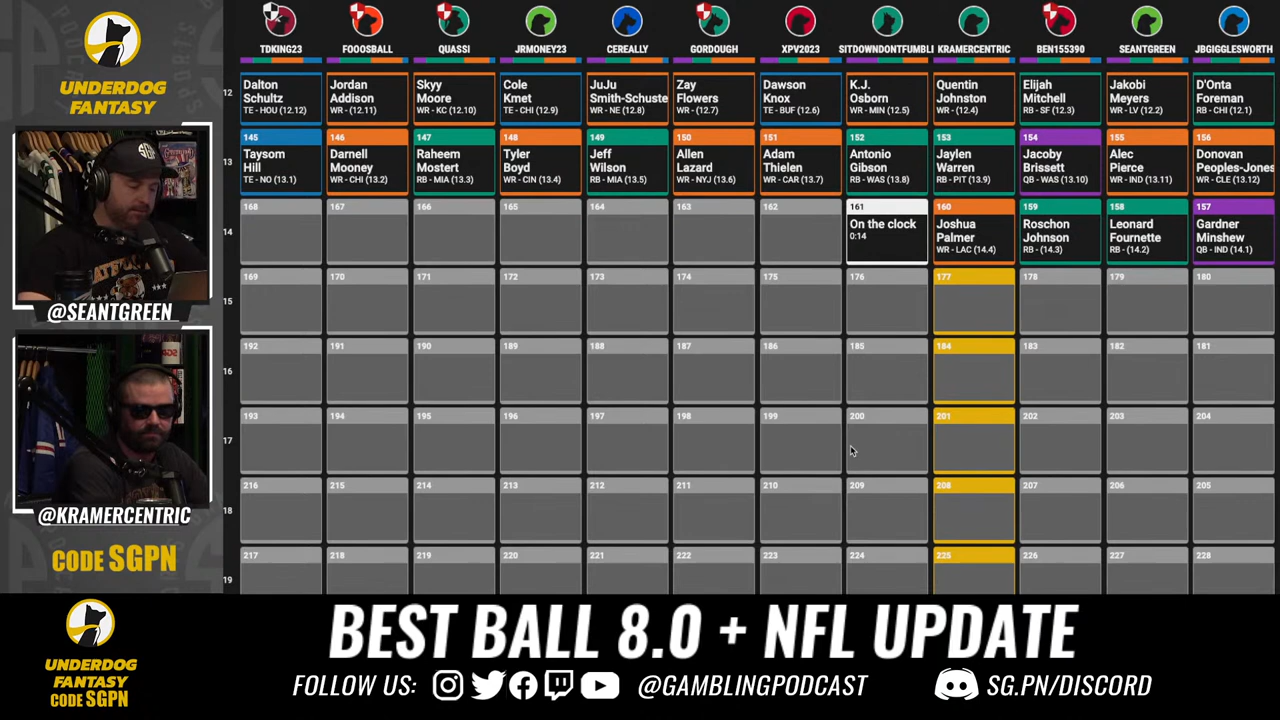 UNDERDOG
FANTASY
@SEANTGREEN
@KRAMERCENTRIC
CODE SGPN
TDKING23 FOOOSBALL QUASSI JRMONEY23 CEREALLY GORDOUGH XPV2023 SITDOWNDONTFUMBLI KRAMERCENTRIC BEN155390 SEANTGREEN JBGIGGLESWORTH
12
Dalton Schultz TE - HOU (12.12)
Jordan Addison WR - (12.11)
Skyy Moore WR - KC (12.10)
Cole Kmet TE - CHI (12.9)
JuJu Smith-Schuste WR - NE (12.8)
Zay Flowers WR - (12.7)
Dawson Knox TE - BUF (12.6)
K.J. Osborn WR - MIN (12.5)
Quentin Johnston WR - (12.4)
Elijah Mitchell RB - SF (12.3)
Jakobi Meyers WR - LV (12.2)
D'Onta Foreman RB - CHI (12.1)
13
145 Taysom Hill TE - NO (13.1)
146 Darnell Mooney WR - CHI (13.2)
147 Raheem Mostert RB - MIA (13.3)
148 Tyler Boyd WR - CIN (13.4)
149 Jeff Wilson RB - MIA (13.5)
150 Allen Lazard WR - NYJ (13.6)
151 Adam Thielen WR - CAR (13.7)
152 Antonio Gibson RB - WAS (13.8)
153 Jaylen Warren RB - PIT (13.9)
154 Jacoby Brissett QB - WAS (13.10)
155 Alec Pierce WR - IND (13.11)
156 Donovan Peoples-Jones WR - CLE (13.12)
14
168 167 166 165 164 163 162
161 On the clock 0:14
160 Joshua Palmer WR - LAC (14.4)
159 Roschon Johnson RB - (14.3)
158 Leonard Fournette RB - (14.2)
157 Gardner Minshew QB - IND (14.1)
15
169 170 171 172 173 174 175 176 177 178 179 180
16
192 191 190 189 188 187 186 185 184 183 182 181
17
193 194 195 196 197 198 199 200 201 202 203 204
18
216 215 214 213 212 211 210 209 208 207 206 205
19
217 218 219 220 221 222 223 224 225 226 227 228
UNDERDOG
FANTASY
CODE SGPN
BEST BALL 8.0 + NFL UPDATE
FOLLOW US: @GAMBLINGPODCAST SG.PN/DISCORD